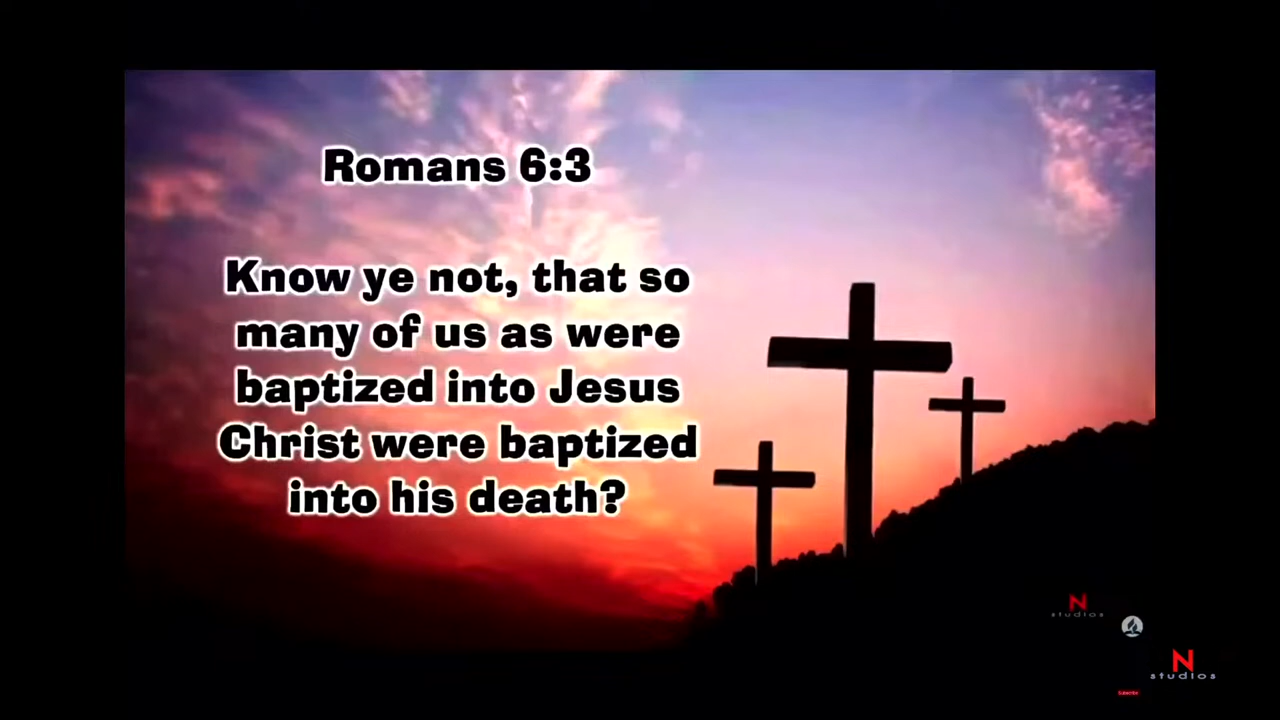 Romans 6:3
Know ye not, that so
many of us as were
baptized into Jesus
Christ were baptized
into his death?
N
studios
N
studios